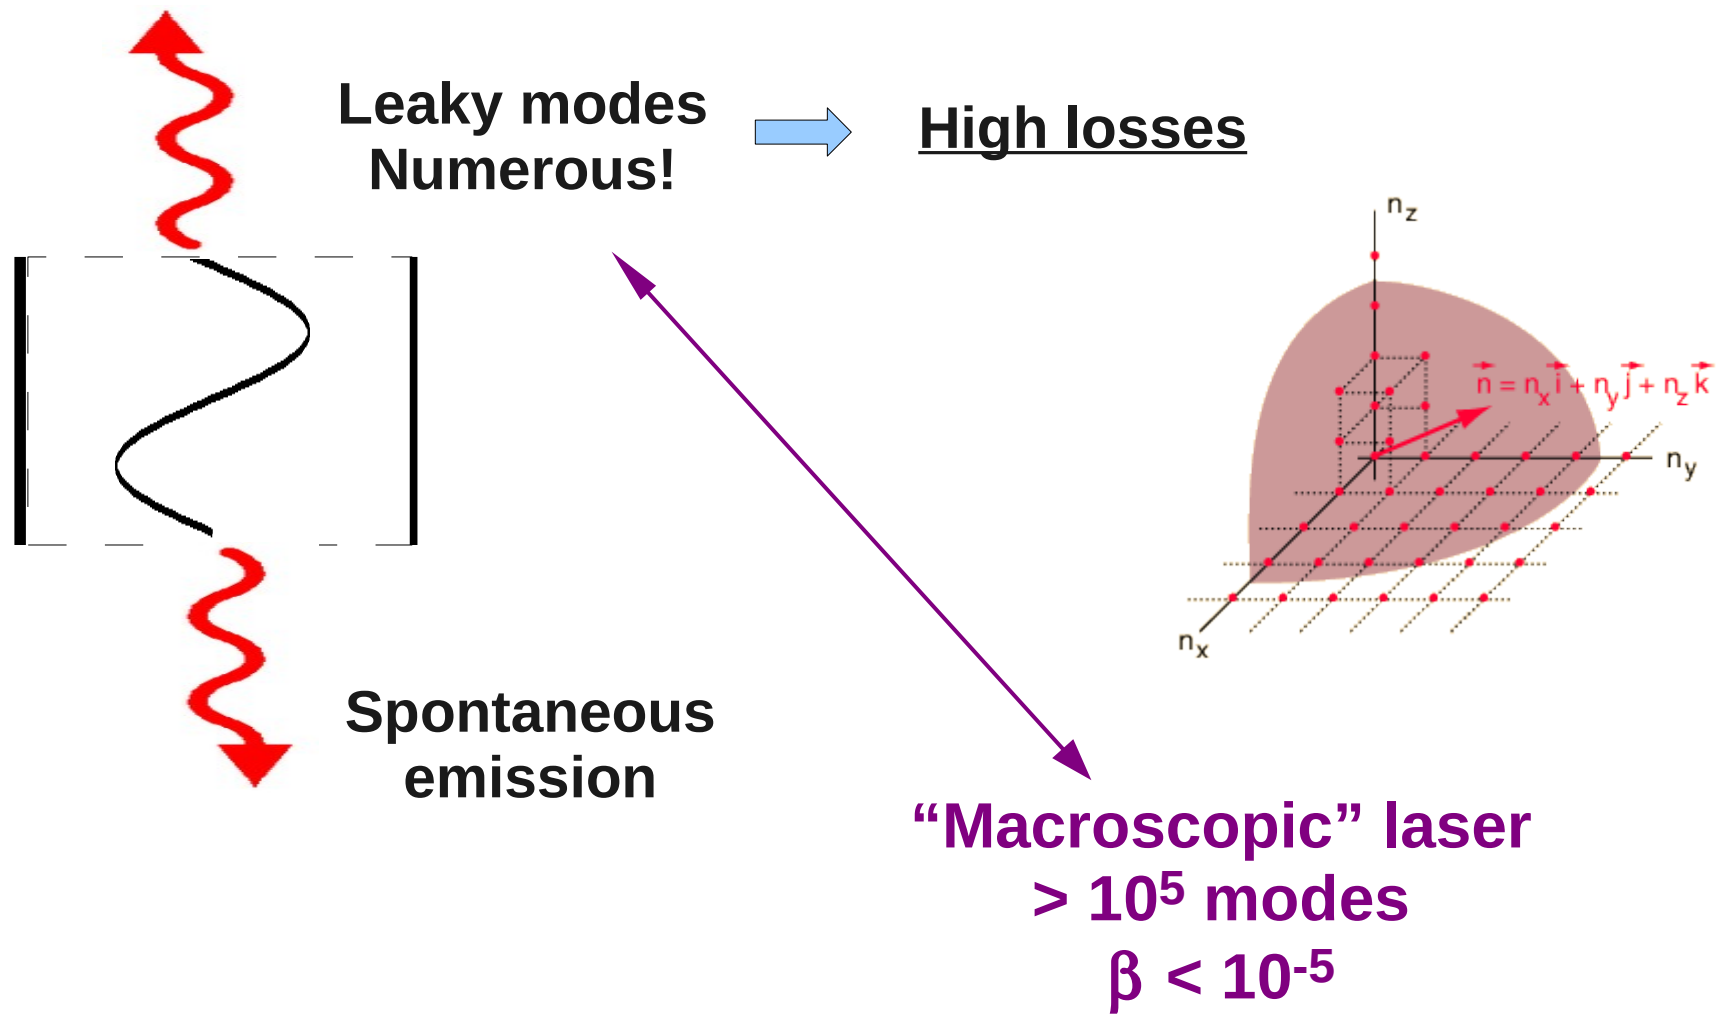 Leaky modes
Numerous!
High losses
n_z
n = n_x i + n_y j + n_z k
n_y
n_x
Spontaneous
emission
“Macroscopic” laser
> 10⁵ modes
β < 10⁻⁵